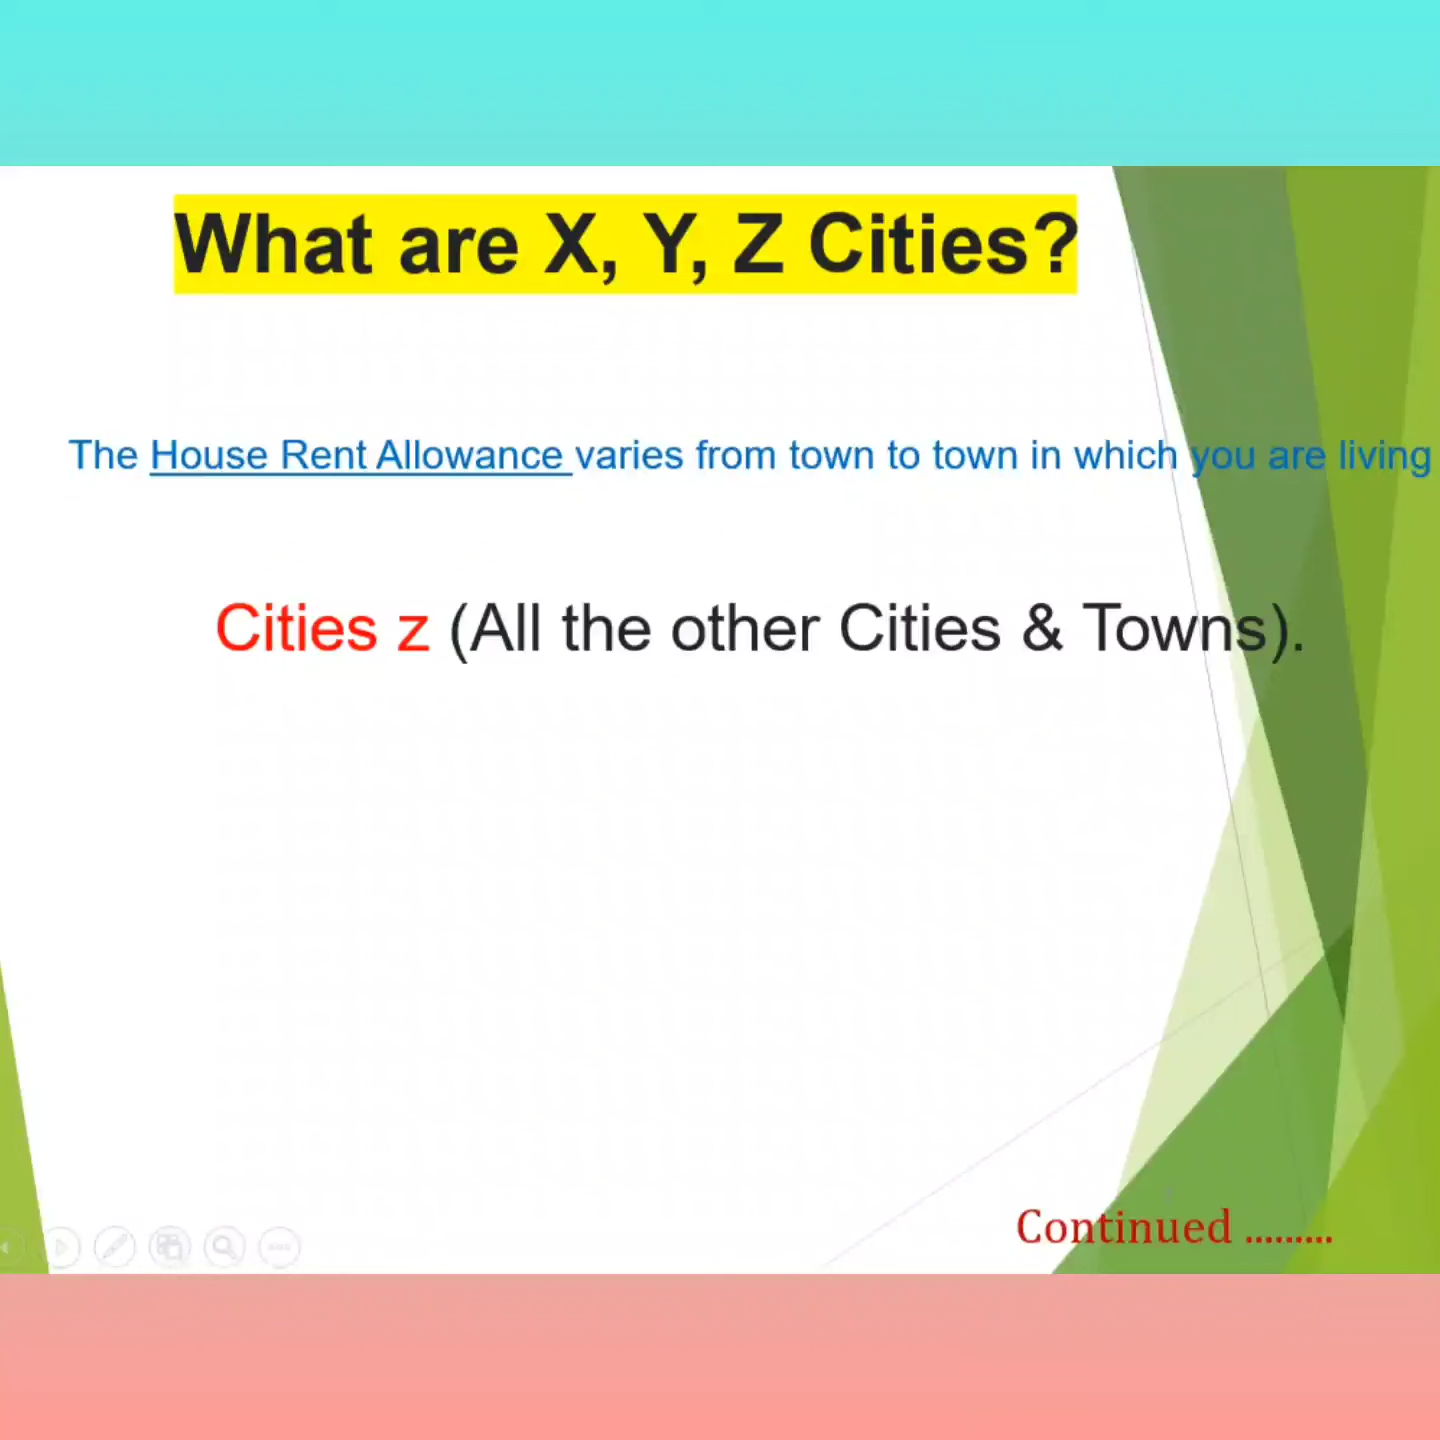 What are X, Y, Z Cities?
The House Rent Allowance varies from town to town in which you are living
Cities z (All the other Cities & Towns).
Continued .........